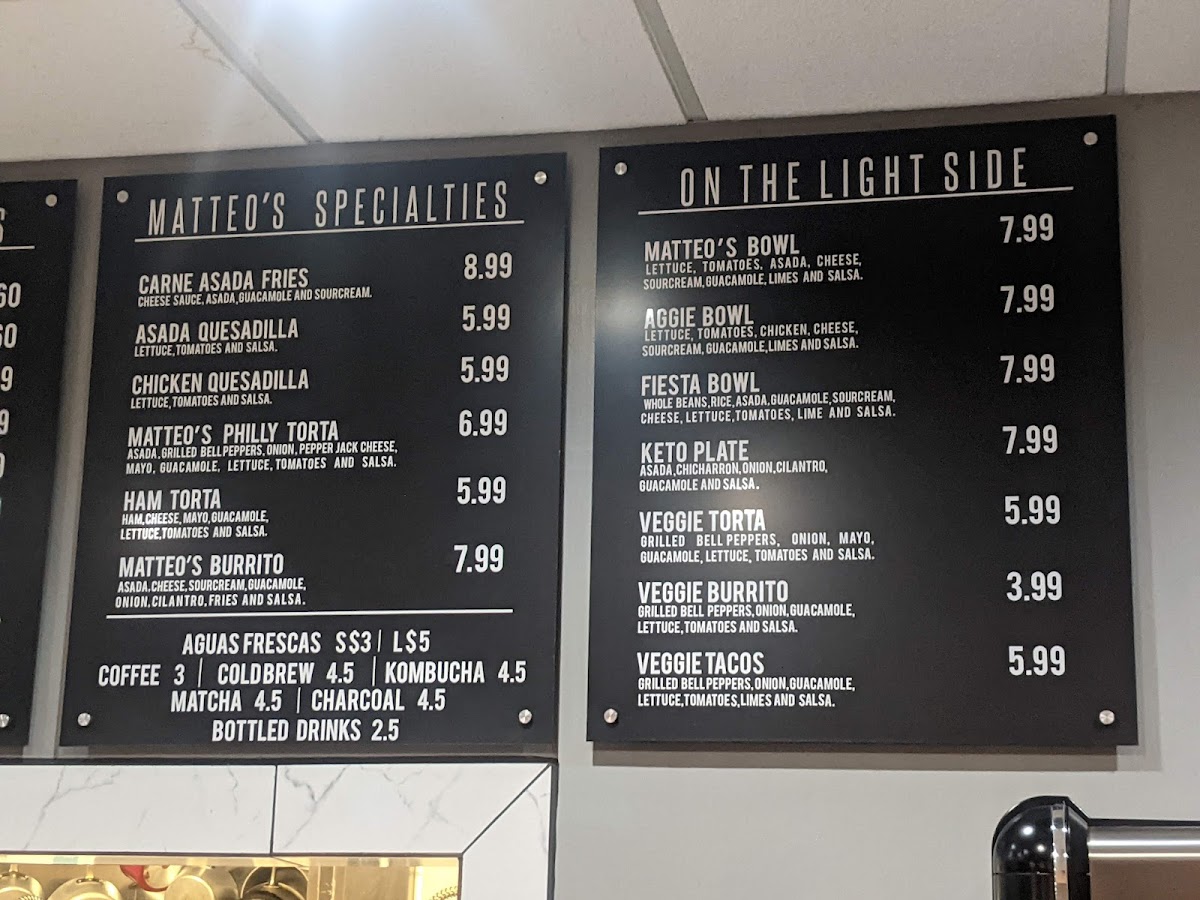 S
60
60
9
9
MATTEO'S SPECIALTIES
CARNE ASADA FRIES 8.99
CHEESE SAUCE, ASADA, GUACAMOLE AND SOURCREAM.
ASADA QUESADILLA 5.99
LETTUCE, TOMATOES AND SALSA.
CHICKEN QUESADILLA 5.99
LETTUCE, TOMATOES AND SALSA.
MATTEO'S PHILLY TORTA 6.99
ASADA, GRILLED BELL PEPPERS, ONION, PEPPER JACK CHEESE,
MAYO, GUACAMOLE, LETTUCE, TOMATOES AND SALSA.
HAM TORTA 5.99
HAM, CHEESE, MAYO, GUACAMOLE,
LETTUCE, TOMATOES AND SALSA.
MATTEO'S BURRITO 7.99
ASADA, CHEESE, SOURCREAM, GUACAMOLE,
ONION, CILANTRO, FRIES AND SALSA.
AGUAS FRESCAS S$3 | L$5
COFFEE 3 | COLDBREW 4.5 | KOMBUCHA 4.5
MATCHA 4.5 | CHARCOAL 4.5
BOTTLED DRINKS 2.5
ON THE LIGHT SIDE
MATTEO'S BOWL 7.99
LETTUCE, TOMATOES, ASADA, CHEESE,
SOURCREAM, GUACAMOLE, LIMES AND SALSA.
AGGIE BOWL 7.99
LETTUCE, TOMATOES, CHICKEN, CHEESE,
SOURCREAM, GUACAMOLE, LIMES AND SALSA.
FIESTA BOWL 7.99
WHOLE BEANS, RICE, ASADA, GUACAMOLE, SOURCREAM,
CHEESE, LETTUCE, TOMATOES, LIME AND SALSA.
KETO PLATE 7.99
ASADA, CHICHARRON, ONION, CILANTRO,
GUACAMOLE AND SALSA.
VEGGIE TORTA 5.99
GRILLED BELL PEPPERS, ONION, MAYO,
GUACAMOLE, LETTUCE, TOMATOES AND SALSA.
VEGGIE BURRITO 3.99
GRILLED BELL PEPPERS, ONION, GUACAMOLE,
LETTUCE, TOMATOES AND SALSA.
VEGGIE TACOS 5.99
GRILLED BELL PEPPERS, ONION, GUACAMOLE,
LETTUCE, TOMATOES, LIMES AND SALSA.